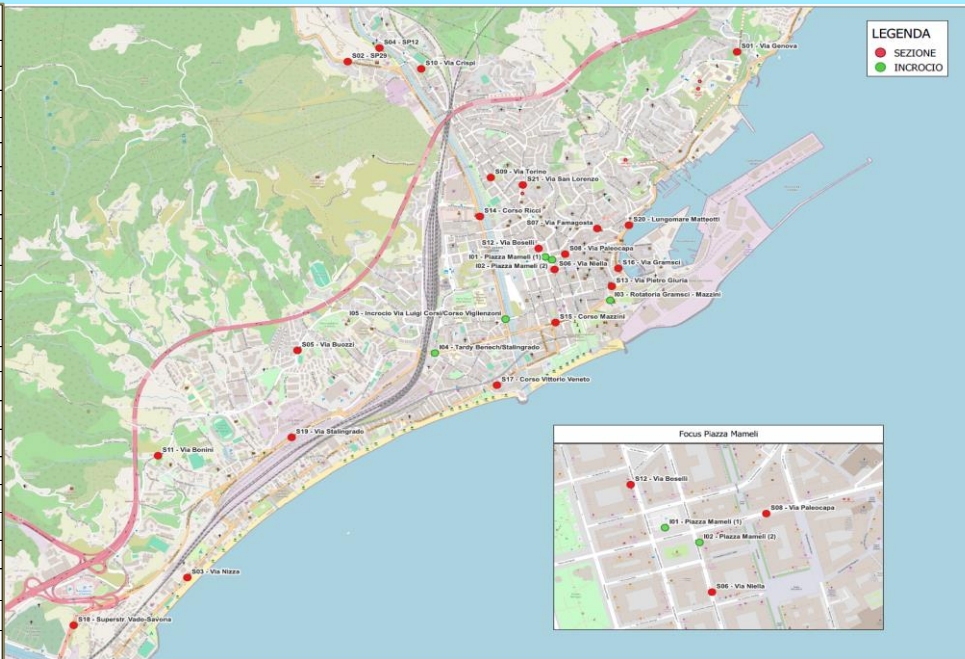 LEGENDA
SEZIONE
INCROCIO
S01 - Via Genova
S04 - SP12
S02 - SP29
S10 - Via Crispi
S09 - Via Torino
S21 - Via San Lorenzo
S14 - Corso Ricci
S07 - Via Famagosta
S20 - Lungomare Matteotti
S12 - Via Boselli
S08 - Via Paleocapa
I01 - Piazza Mameli (1)
I02 - Piazza Mameli (2)
S06 - Via Niella
S16 - Via Gramsci
S13 - Via Pietro Giuria
I03 - Rotatoria Gramsci - Mazzini
I05 - Incrocio Via Luigi Corsi/Corso Viglienzoni
S15 - Corso Mazzini
S05 - Via Buozzi
I04 - Tardy Benech/Stalingrado
S17 - Corso Vittorio Veneto
S19 - Via Stalingrado
S11 - Via Bonini
S03 - Via Nizza
S18 - Superstr. Vado-Savona
Focus Piazza Mameli
S12 - Via Boselli
S08 - Via Paleocapa
I01 - Piazza Mameli (1)
I02 - Piazza Mameli (2)
S06 - Via Niella